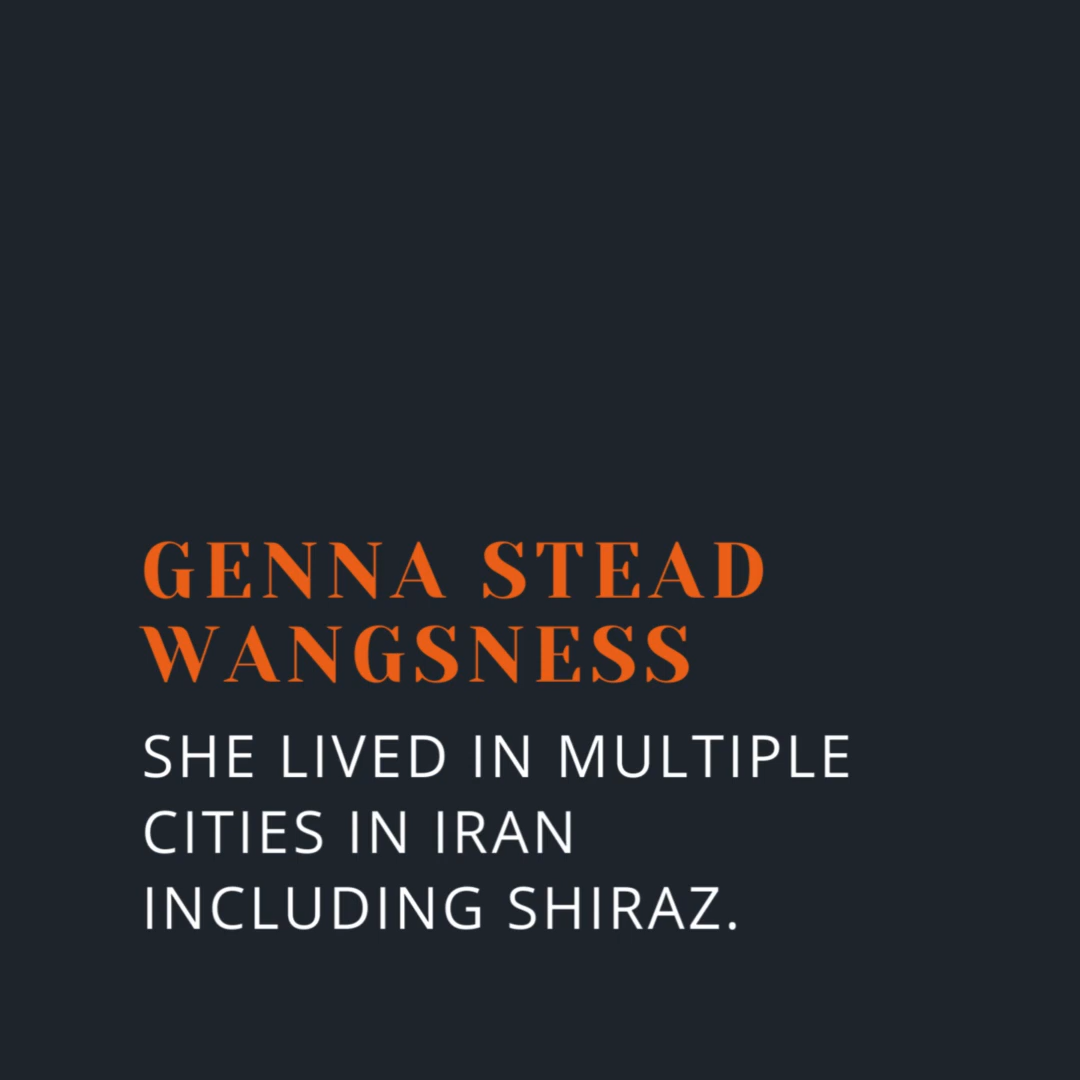 GENNA STEAD
WANGSNESS
SHE LIVED IN MULTIPLE
CITIES IN IRAN
INCLUDING SHIRAZ.